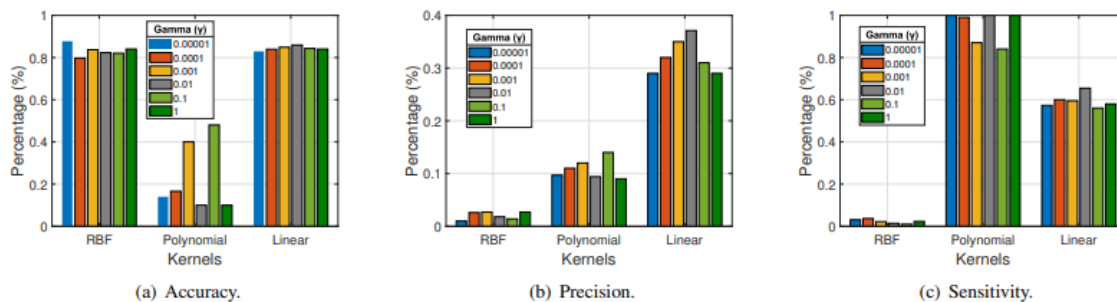 1
0.8
0.6
0.4
0.2
0
Percentage (%)
Gamma (γ)
0.00001
0.0001
0.001
0.01
0.1
1
RBF
Polynomial
Linear
Kernels
(a) Accuracy.
0.4
0.3
0.2
0.1
0
Percentage (%)
Gamma (γ)
0.00001
0.0001
0.001
0.01
0.1
1
RBF
Polynomial
Linear
Kernels
(b) Precision.
1
0.8
0.6
0.4
0.2
0
Percentage (%)
Gamma (γ)
0.00001
0.0001
0.001
0.01
0.1
1
RBF
Polynomial
Linear
Kernels
(c) Sensitivity.